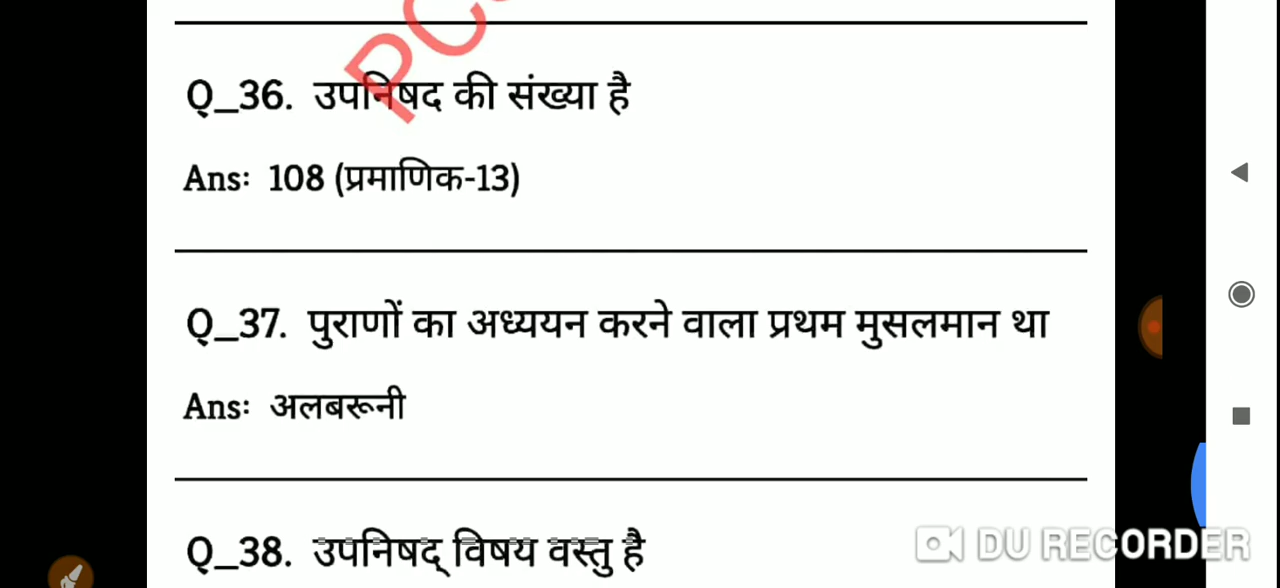 PC
Q_36. उपनिषद की संख्या है
Ans: 108 (प्रमाणिक-13)
Q_37. पुराणों का अध्ययन करने वाला प्रथम मुसलमान था
Ans: अलबरूनी
Q_38. उपनिषद् विषय वस्तु है
DU RECORDER